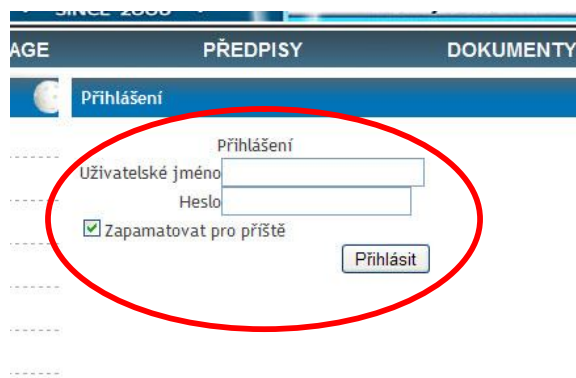 SINCE 2008
AGE PŘEDPISY DOKUMENTY
Přihlášení
Přihlášení
Uživatelské jméno
Heslo
Zapamatovat pro příště
Přihlásit